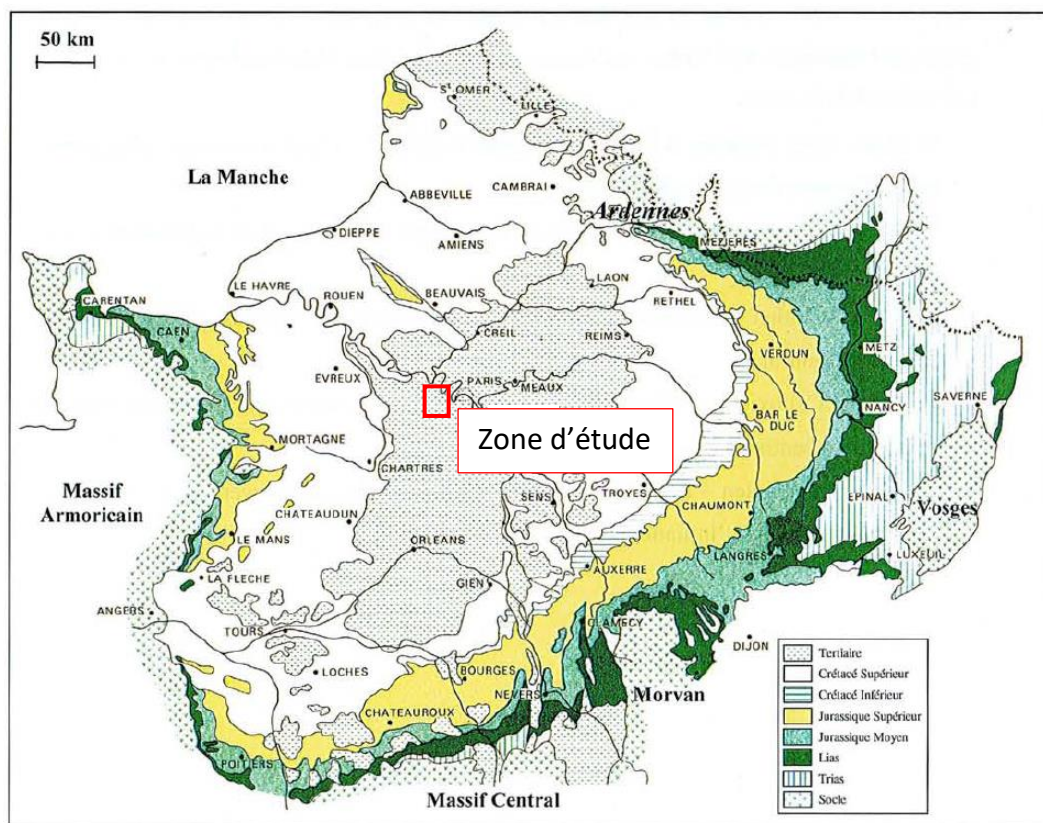 50 km
St OMER
LILLE
La Manche
ABBEVILLE
CAMBRAI
Ardennes
DIEPPE
AMIENS
MEZIERES
LAON
CARENTAN
LE HAVRE
ROUEN
BEAUVAIS
RETHEL
CAEN
CREIL
REIMS
VERDUN
METZ
EVREUX
PARIS
MEAUX
BAR LE
DUC
NANCY
SAVERNE
Zone d’étude
MORTAGNE
CHARTRES
Massif
Armoricain
SENS
TROYES
CHAUMONT
EPINAL
Vosges
CHATEAUDUN
LE MANS
ORLEANS
LANGRES
LUXEUIL
LA FLECHE
GIEN
AUXERRE
ANGERS
TOURS
CLAMECY
DIJON
LOCHES
BOURGES
NEVERS
Morvan
CHATEAUROUX
POITIERS
Massif Central
Tertiaire
Crétacé Supérieur
Crétacé Inférieur
Jurassique Supérieur
Jurassique Moyen
Lias
Trias
Socle